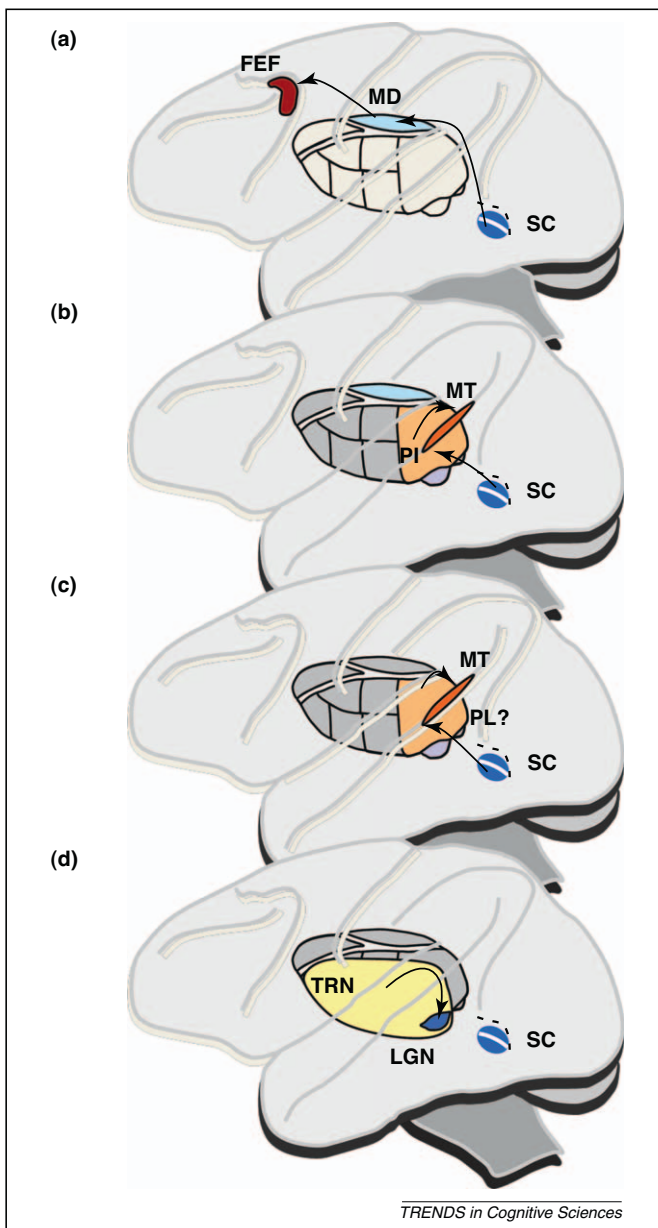 (a)
FEF
MD
SC
(b)
MT
PI
SC
(c)
MT
PL?
SC
(d)
TRN
LGN
SC
TRENDS in Cognitive Sciences